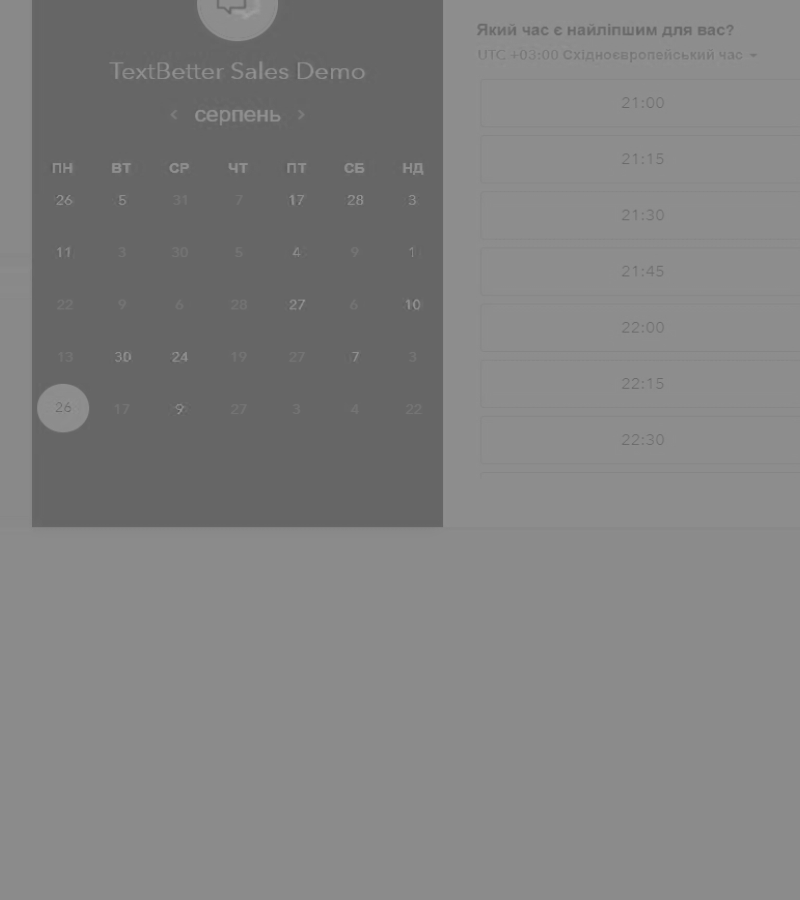 TextBetter Sales Demo
‹ серпень ›
ПН ВТ СР ЧТ ПТ СБ НД
26 5 31 7 17 28 3
11 3 30 5 4 9 1
22 9 6 28 27 6 10
13 30 24 19 27 7 3
26 17 9 27 3 4 22
Який час є найліпшим для вас?
UTC +03:00 Східноєвропейський час
21:00
21:15
21:30
21:45
22:00
22:15
22:30